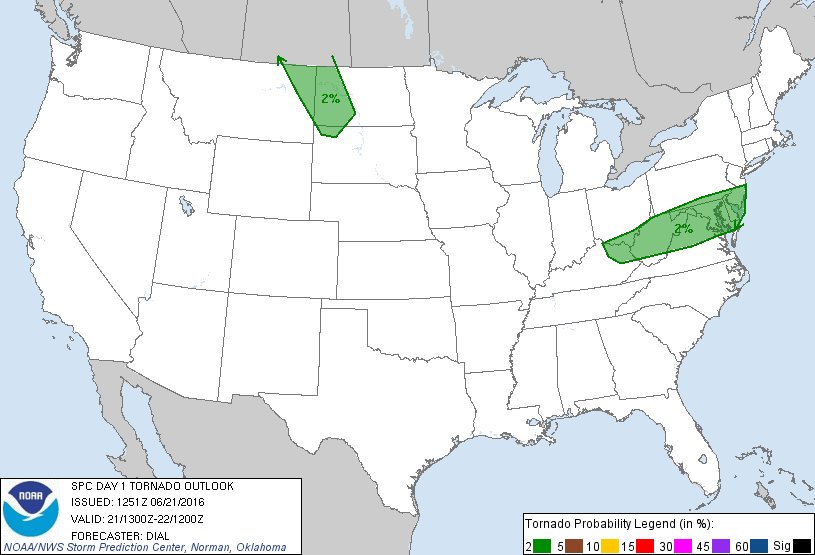 2%
2%
NOAA
SPC DAY 1 TORNADO OUTLOOK
ISSUED: 1251Z 06/21/2016
VALID: 21/1300Z-22/1200Z
FORECASTER: DIAL
NOAA/NWS Storm Prediction Center, Norman, Oklahoma
Tornado Probability Legend (in %):
2 5 10 15 30 45 60 Sig